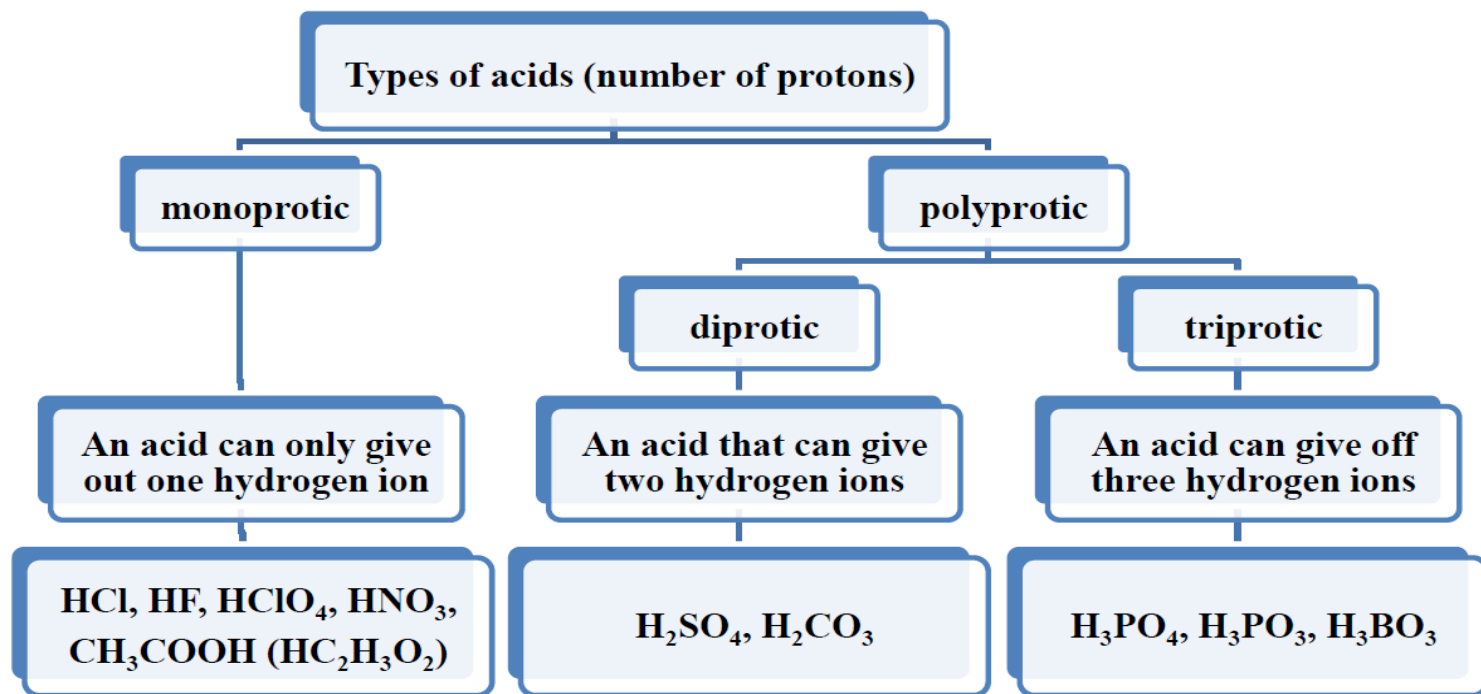 Types of acids (number of protons)
monoprotic
polyprotic
diprotic
triprotic
An acid can only give
out one hydrogen ion
An acid that can give
two hydrogen ions
An acid can give off
three hydrogen ions
HCl, HF, HClO₄, HNO₃,
CH₃COOH (HC₂H₃O₂)
H₂SO₄, H₂CO₃
H₃PO₄, H₃PO₃, H₃BO₃